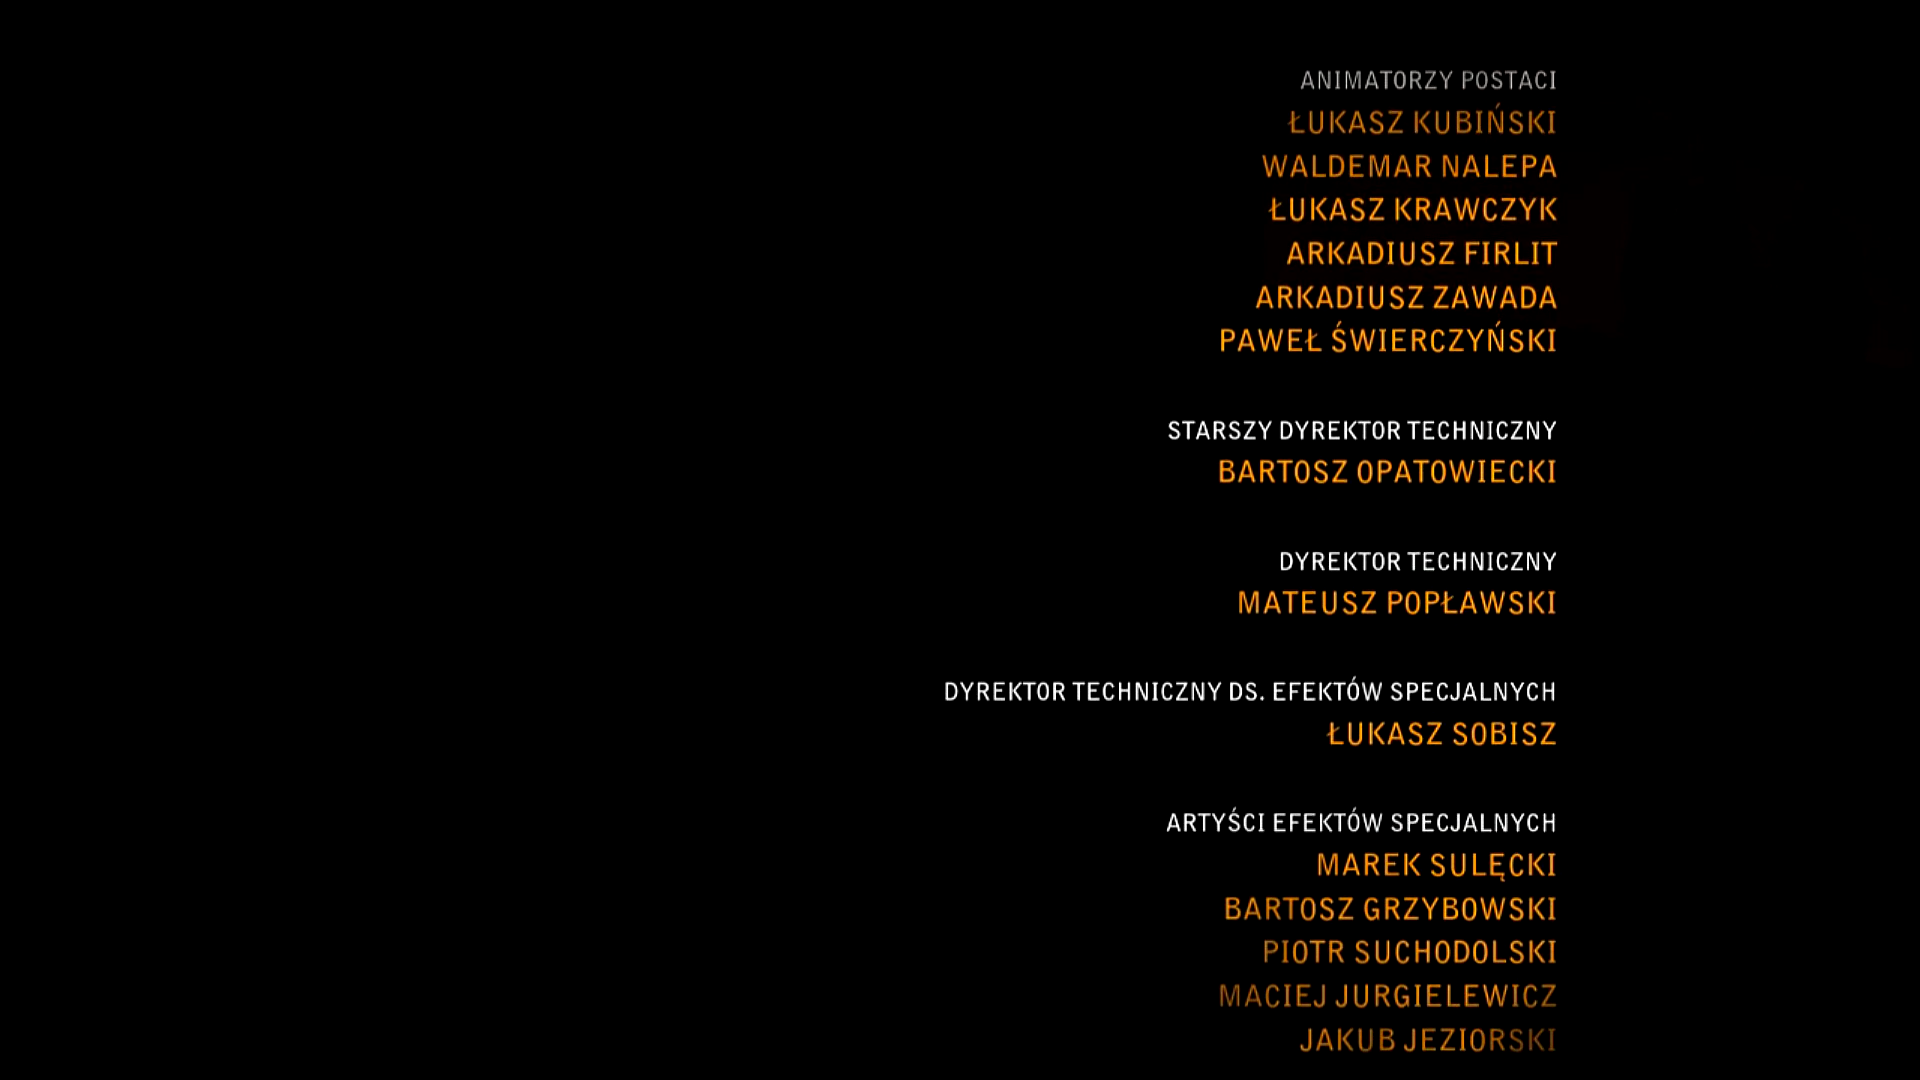 ANIMATORZY POSTACI
ŁUKASZ KUBIŃSKI
WALDEMAR NALEPA
ŁUKASZ KRAWCZYK
ARKADIUSZ FIRLIT
ARKADIUSZ ZAWADA
PAWEŁ ŚWIERCZYŃSKI
STARSZY DYREKTOR TECHNICZNY
BARTOSZ OPATOWIECKI
DYREKTOR TECHNICZNY
MATEUSZ POPŁAWSKI
DYREKTOR TECHNICZNY DS. EFEKTÓW SPECJALNYCH
ŁUKASZ SOBISZ
ARTYŚCI EFEKTÓW SPECJALNYCH
MAREK SULĘCKI
BARTOSZ GRZYBOWSKI
PIOTR SUCHODOLSKI
MACIEJ JURGIELEWICZ
JAKUB JEZIORSKI